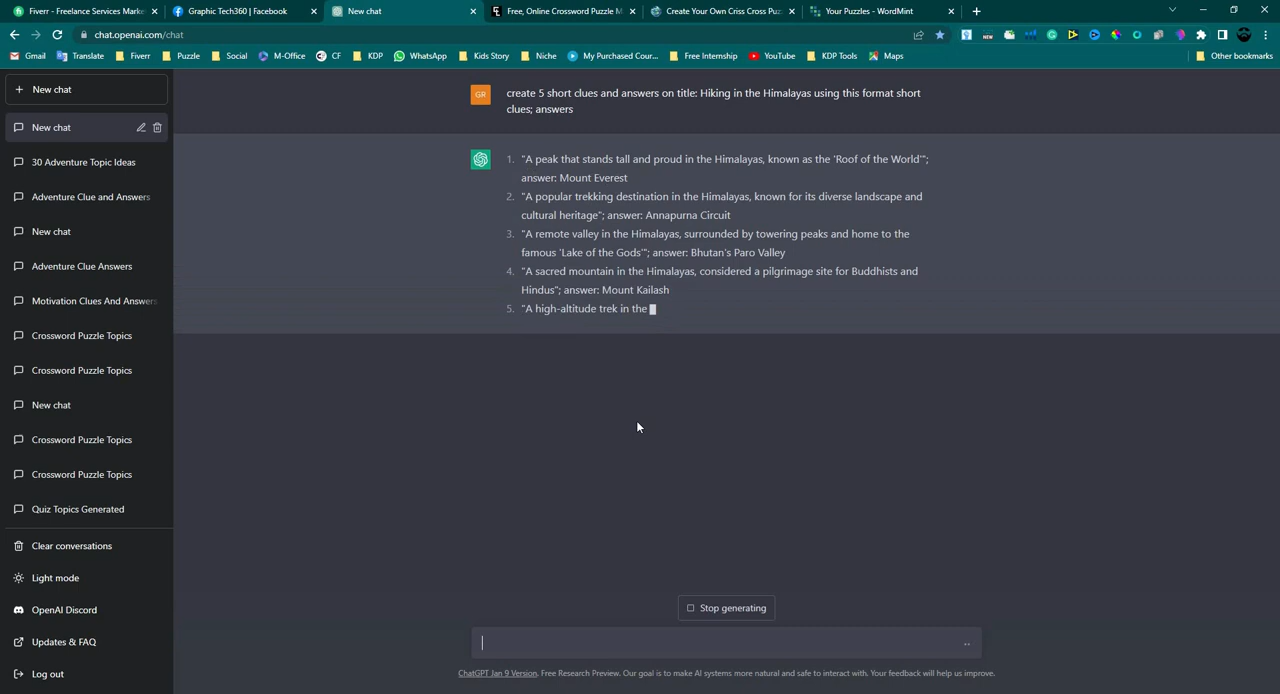 Fiverr - Freelance Services Marke
Graphic Tech360 | Facebook
New chat
Free, Online Crossword Puzzle M
Create Your Own Criss Cross Puz
Your Puzzles - WordMint
chat.openai.com/chat
Gmail
Translate
Fiverr
Puzzle
M-Office
Social
CF
KDP
WhatsApp
Kids Story
Niche
My Purchased Cour...
Free Internship
YouTube
KDP Tools
Maps
Other bookmarks
New chat
New chat
30 Adventure Topic Ideas
Adventure Clue and Answers
New chat
Adventure Clue Answers
Motivation Clues And Answers
Crossword Puzzle Topics
Crossword Puzzle Topics
New chat
Crossword Puzzle Topics
Crossword Puzzle Topics
Quiz Topics Generated
Clear conversations
Light mode
OpenAI Discord
Updates & FAQ
Log out
GR
create 5 short clues and answers on title: Hiking in the Himalayas using this format short
clues; answers
1. "A peak that stands tall and proud in the Himalayas, known as the 'Roof of the World'";
answer: Mount Everest
2. "A popular trekking destination in the Himalayas, known for its diverse landscape and
cultural heritage"; answer: Annapurna Circuit
3. "A remote valley in the Himalayas, surrounded by towering peaks and home to the
famous 'Lake of the Gods'"; answer: Bhutan's Paro Valley
4. "A sacred mountain in the Himalayas, considered a pilgrimage site for Buddhists and
Hindus"; answer: Mount Kailash
5. "A high-altitude trek in the
Stop generating
ChatGPT Jan 9 Version. Free Research Preview. Our goal is to make AI systems more natural and safe to interact with. Your feedback will help us improve.